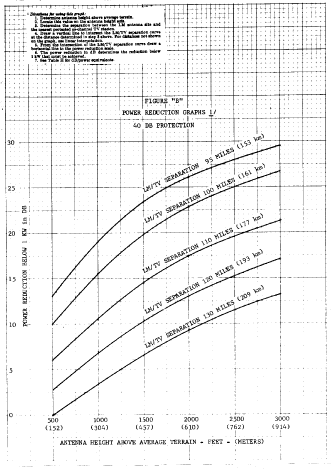 Directions for using this graph:
1. Determine antenna height above average terrain.
2. Locate this value on the antenna height axis.
3. Determine the separation between the LM antenna site and
the nearest protected co-channel TV station.
4. Draw a vertical line to intersect the LM/TV separation curve
at the distance determined in step 3 above. For distances not shown
on the graph, use linear interpolation.
5. From the intersection of the LM/TV separation curve draw a
horizontal line to the power reduction scale.
6. The power reduction in dB determines the reduction below
1 kW that must be achieved.
7. See Table for dB/power equivalents.
FIGURE "B"
POWER REDUCTION GRAPHS 1/
40 DB PROTECTION
30
25
20
15
10
5
0
POWER REDUCTION BELOW 1 KW in DB
LM/TV SEPARATION 95 MILES (153 km)
LM/TV SEPARATION 100 MILES (161 km)
LM/TV SEPARATION 110 MILES (177 km)
LM/TV SEPARATION 120 MILES (193 km)
LM/TV SEPARATION 130 MILES (209 km)
500 1000 1500 2000 2500 3000
(152) (304) (457) (610) (762) (914)
ANTENNA HEIGHT ABOVE AVERAGE TERRAIN - FEET - (METERS)